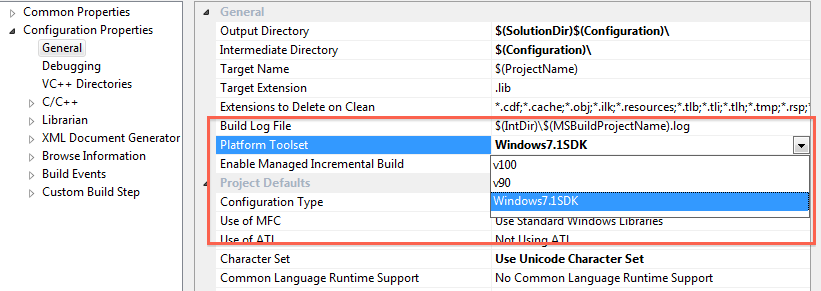 Common Properties
Configuration Properties
General
Debugging
VC++ Directories
C/C++
Librarian
XML Document Generator
Browse Information
Build Events
Custom Build Step
General
Output Directory $(SolutionDir)$(Configuration)\
Intermediate Directory $(Configuration)\
Target Name $(ProjectName)
Target Extension .lib
Extensions to Delete on Clean *.cdf;*.cache;*.obj;*.ilk;*.resources;*.tlb;*.tli;*.tlh;*.tmp;*.rsp;*
Build Log File $(IntDir)\$(MSBuildProjectName).log
Platform Toolset Windows7.1SDK
Enable Managed Incremental Build v100
v90
Project Defaults
Configuration Type Windows7.1SDK
Use of MFC Use Standard Windows Libraries
Use of ATL Not Using ATL
Character Set Use Unicode Character Set
Common Language Runtime Support No Common Language Runtime Support